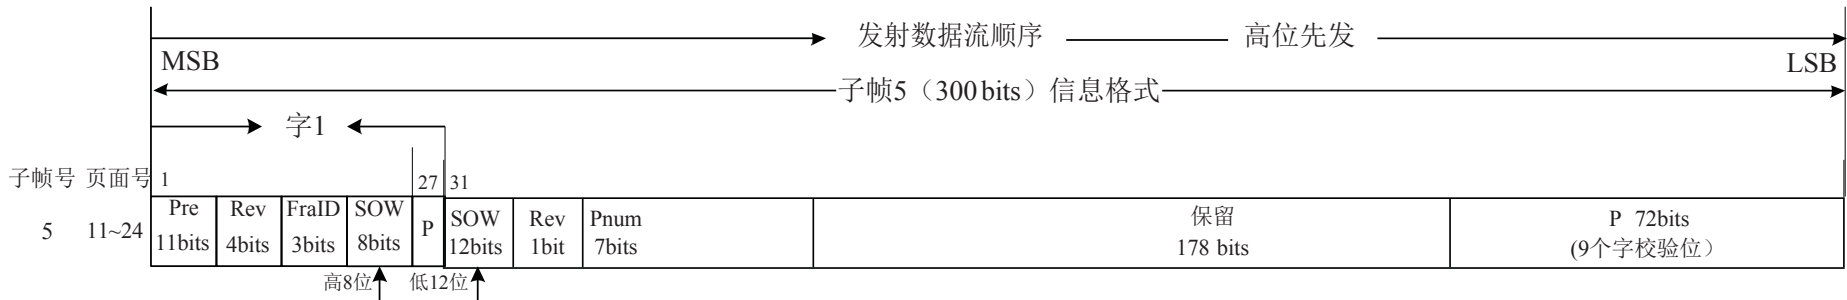 发射数据流顺序 高位先发
MSB LSB
子帧5（300bits）信息格式
字1
子帧号 页面号 1 27 31
Pre Rev FraID SOW P SOW Rev Pnum 保留 P 72bits
5 11~24 11bits 4bits 3bits 8bits 12bits 1bit 7bits 178 bits (9个字校验位）
高8位 低12位